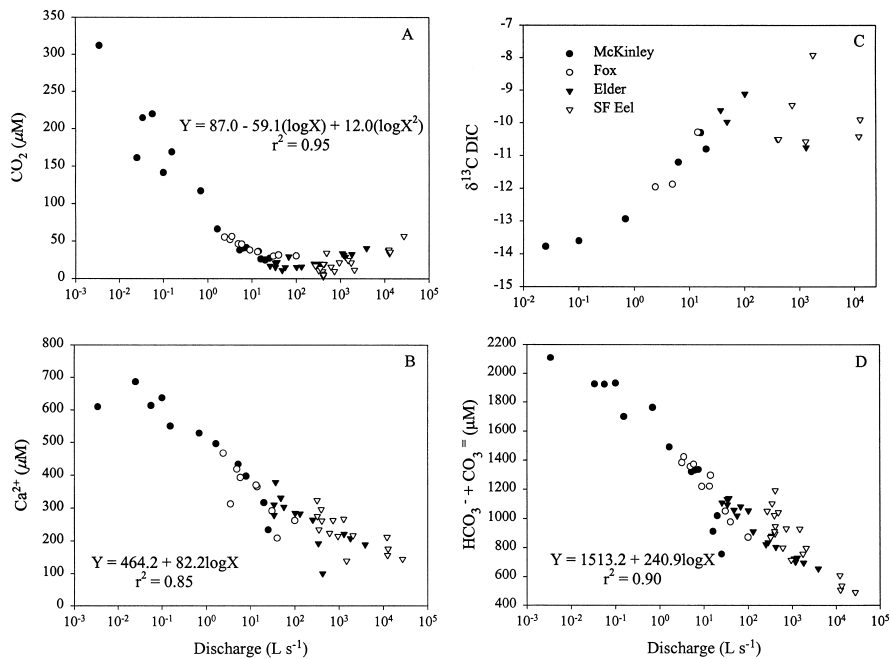 A
350
300
250
200
150
100
50
0
CO2 (μM)
Y = 87.0 - 59.1(logX) + 12.0(logX²)
r² = 0.95
10⁻³ 10⁻² 10⁻¹ 10⁰ 10¹ 10² 10³ 10⁴ 10⁵
C
-7
-8
-9
-10
-11
-12
-13
-14
-15
δ¹³C DIC
McKinley
Fox
Elder
SF Eel
10⁻² 10⁻¹ 10⁰ 10¹ 10² 10³ 10⁴
B
800
700
600
500
400
300
200
100
0
Ca²⁺ (μM)
Y = 464.2 + 82.2logX
r² = 0.85
10⁻³ 10⁻² 10⁻¹ 10⁰ 10¹ 10² 10³ 10⁴ 10⁵
Discharge (L s⁻¹)
D
2200
2000
1800
1600
1400
1200
1000
800
600
400
HCO3⁻ + CO3⁼ (μM)
Y = 1513.2 + 240.9logX
r² = 0.90
10⁻³ 10⁻² 10⁻¹ 10⁰ 10¹ 10² 10³ 10⁴ 10⁵
Discharge (L s⁻¹)